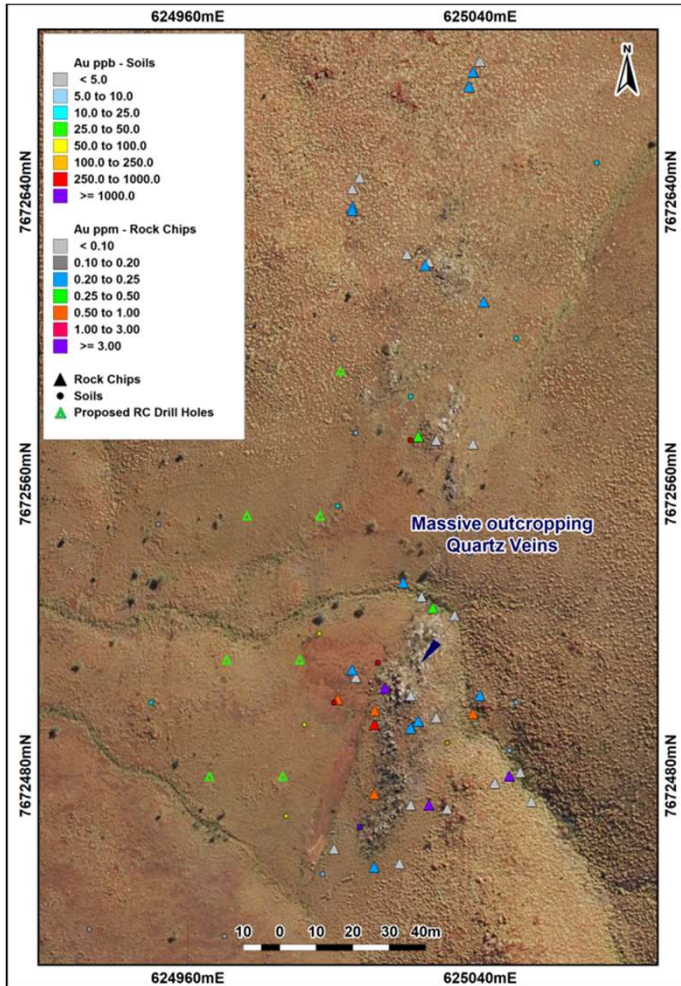 624960mE
625040mE
N
Au ppb - Soils
< 5.0
5.0 to 10.0
10.0 to 25.0
25.0 to 50.0
50.0 to 100.0
100.0 to 250.0
250.0 to 1000.0
>= 1000.0
Au ppm - Rock Chips
< 0.10
0.10 to 0.20
0.20 to 0.25
0.25 to 0.50
0.50 to 1.00
1.00 to 3.00
>= 3.00
Rock Chips
Soils
Proposed RC Drill Holes
7672640mN
7672640mN
7672560mN
7672560mN
Massive outcropping
Quartz Veins
7672480mN
7672480mN
10 0 10 20 30 40m
624960mE
625040mE